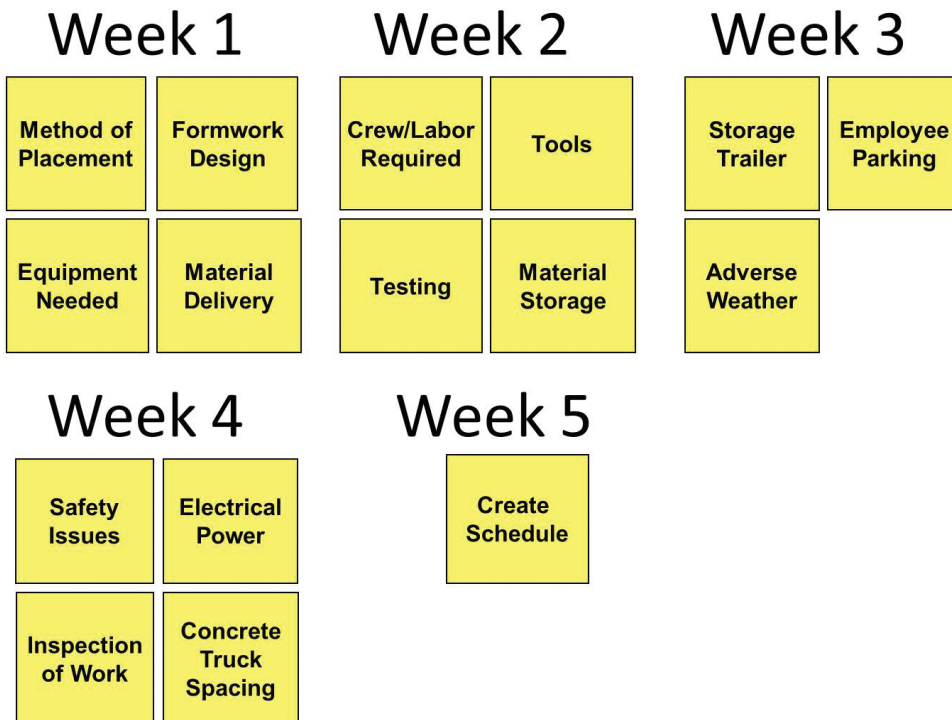 Week 1
Method of
Placement
Formwork
Design
Equipment
Needed
Material
Delivery
Week 2
Crew/Labor
Required
Tools
Testing
Material
Storage
Week 3
Storage
Trailer
Employee
Parking
Adverse
Weather
Week 4
Safety
Issues
Electrical
Power
Inspection
of Work
Concrete
Truck
Spacing
Week 5
Create
Schedule